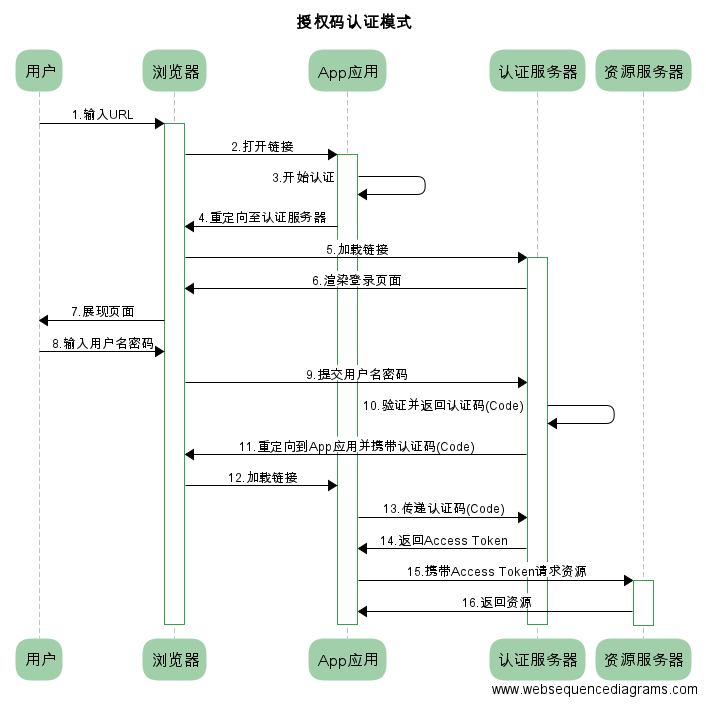 授权码认证模式
用户 浏览器 App应用 认证服务器 资源服务器
1.输入URL
2.打开链接
3.开始认证
4.重定向至认证服务器
5.加载链接
6.渲染登录页面
7.展现页面
8.输入用户名密码
9.提交用户名密码
10.验证并返回认证码(Code)
11.重定向到App应用并携带认证码(Code)
12.加载链接
13.传递认证码(Code)
14.返回Access Token
15.携带Access Token请求资源
16.返回资源
用户 浏览器 App应用 认证服务器 资源服务器
www.websequencediagrams.com